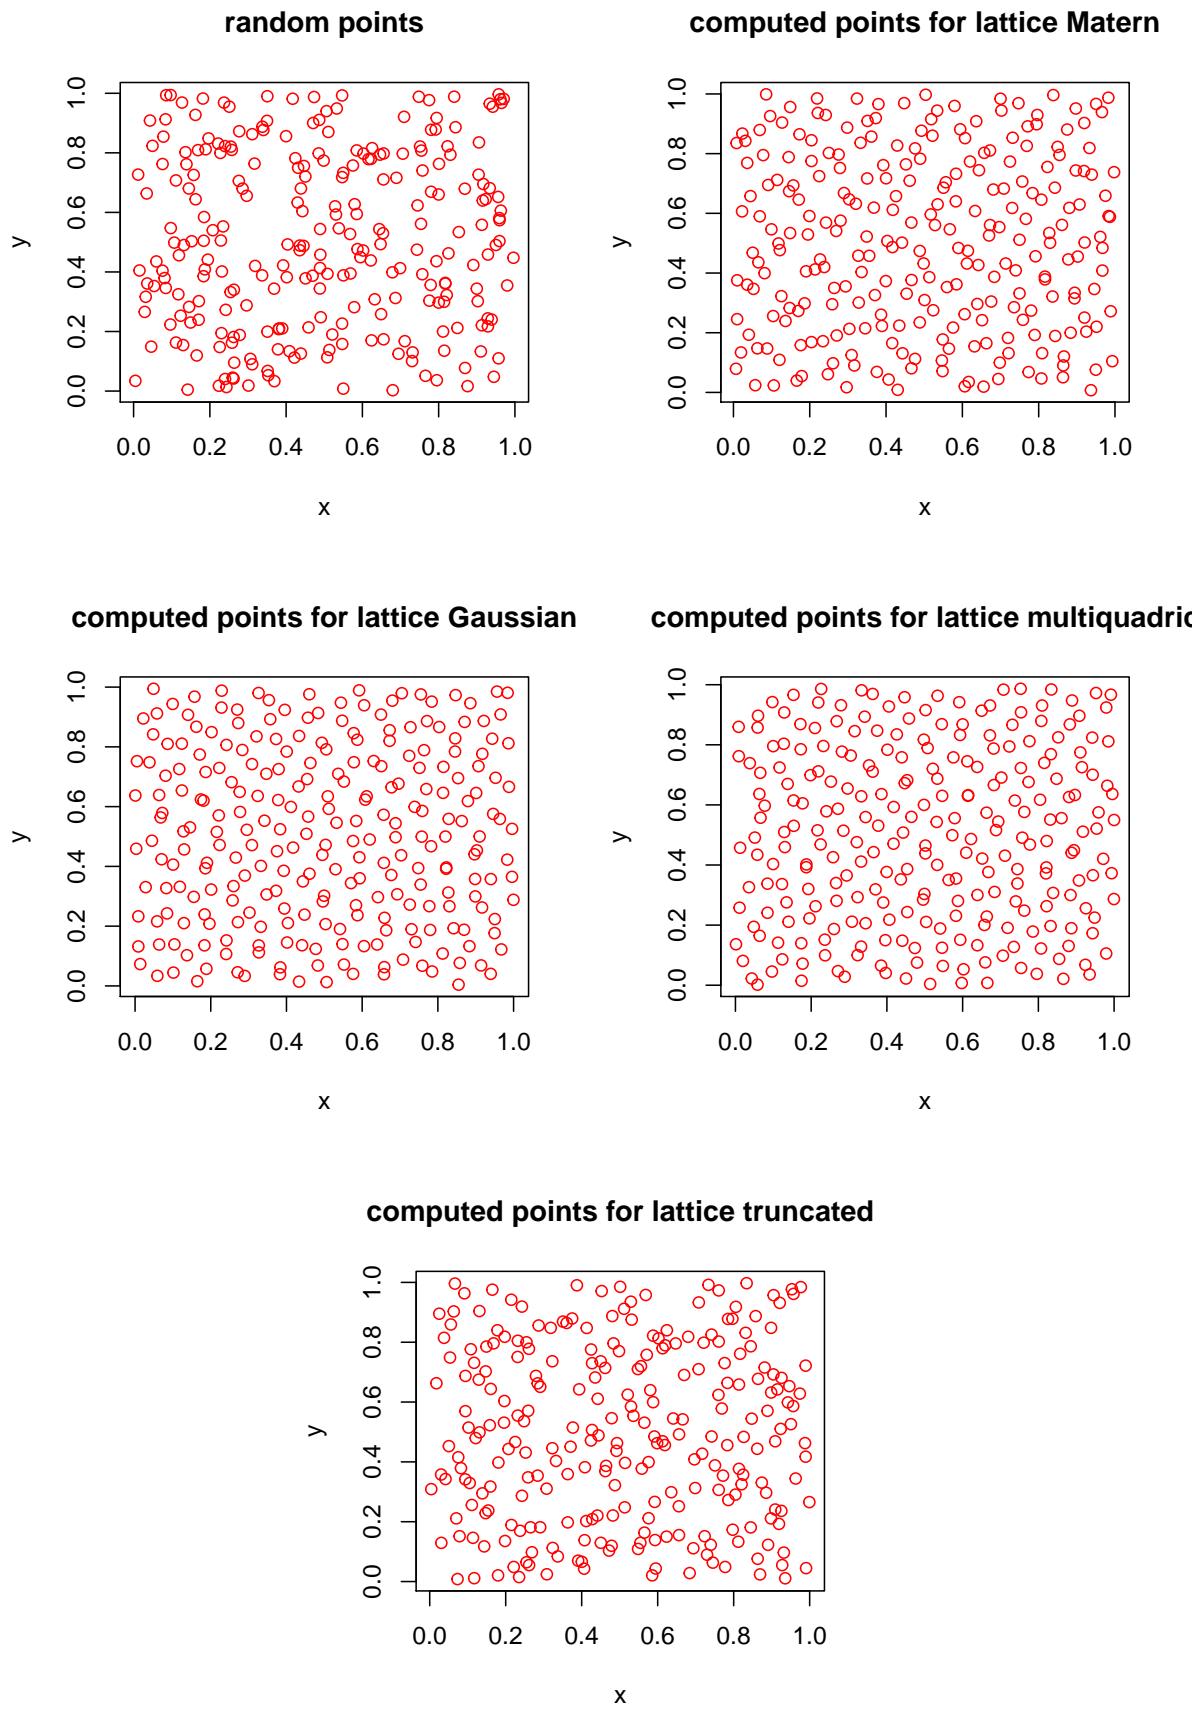 random points
computed points for lattice Matern
y
0.0 0.2 0.4 0.6 0.8 1.0
0.0 0.2 0.4 0.6 0.8 1.0
x
y
0.0 0.2 0.4 0.6 0.8 1.0
0.0 0.2 0.4 0.6 0.8 1.0
x
computed points for lattice Gaussian
computed points for lattice multiquadric
y
0.0 0.2 0.4 0.6 0.8 1.0
0.0 0.2 0.4 0.6 0.8 1.0
x
y
0.0 0.2 0.4 0.6 0.8 1.0
0.0 0.2 0.4 0.6 0.8 1.0
x
computed points for lattice truncated
y
0.0 0.2 0.4 0.6 0.8 1.0
0.0 0.2 0.4 0.6 0.8 1.0
x